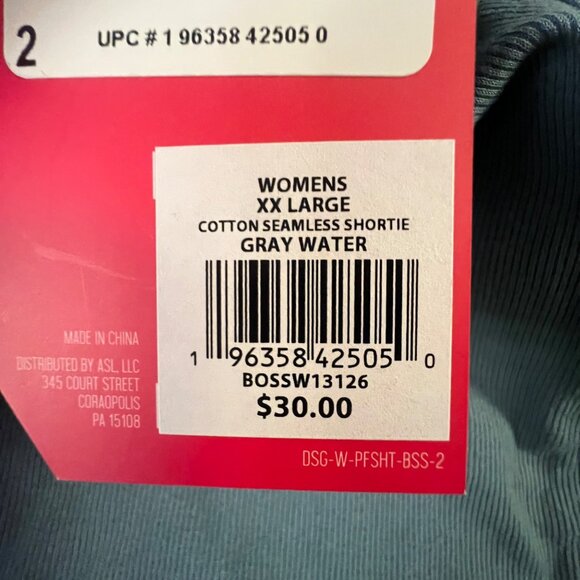 2
UPC # 1 96358 42505 0
WOMENS
XX LARGE
COTTON SEAMLESS SHORTIE
GRAY WATER
1 96358 42505 0
BOSSW13126
$30.00
MADE IN CHINA
DISTRIBUTED BY ASL, LLC
345 COURT STREET
CORAOPOLIS
PA 15108
DSG-W-PFSHT-BSS-2